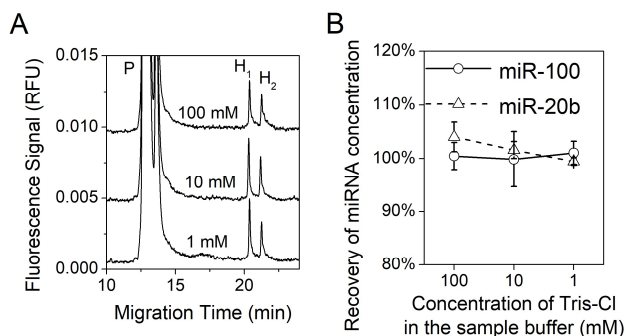 A
Fluorescence Signal (RFU)
0.015
0.010
0.005
0.000
P
H1
H2
100 mM
10 mM
1 mM
10 15 20
Migration Time (min)
B
Recovery of miRNA concentration
120%
110%
100%
90%
80%
miR-100
miR-20b
100 10 1
Concentration of Tris-Cl
in the sample buffer (mM)